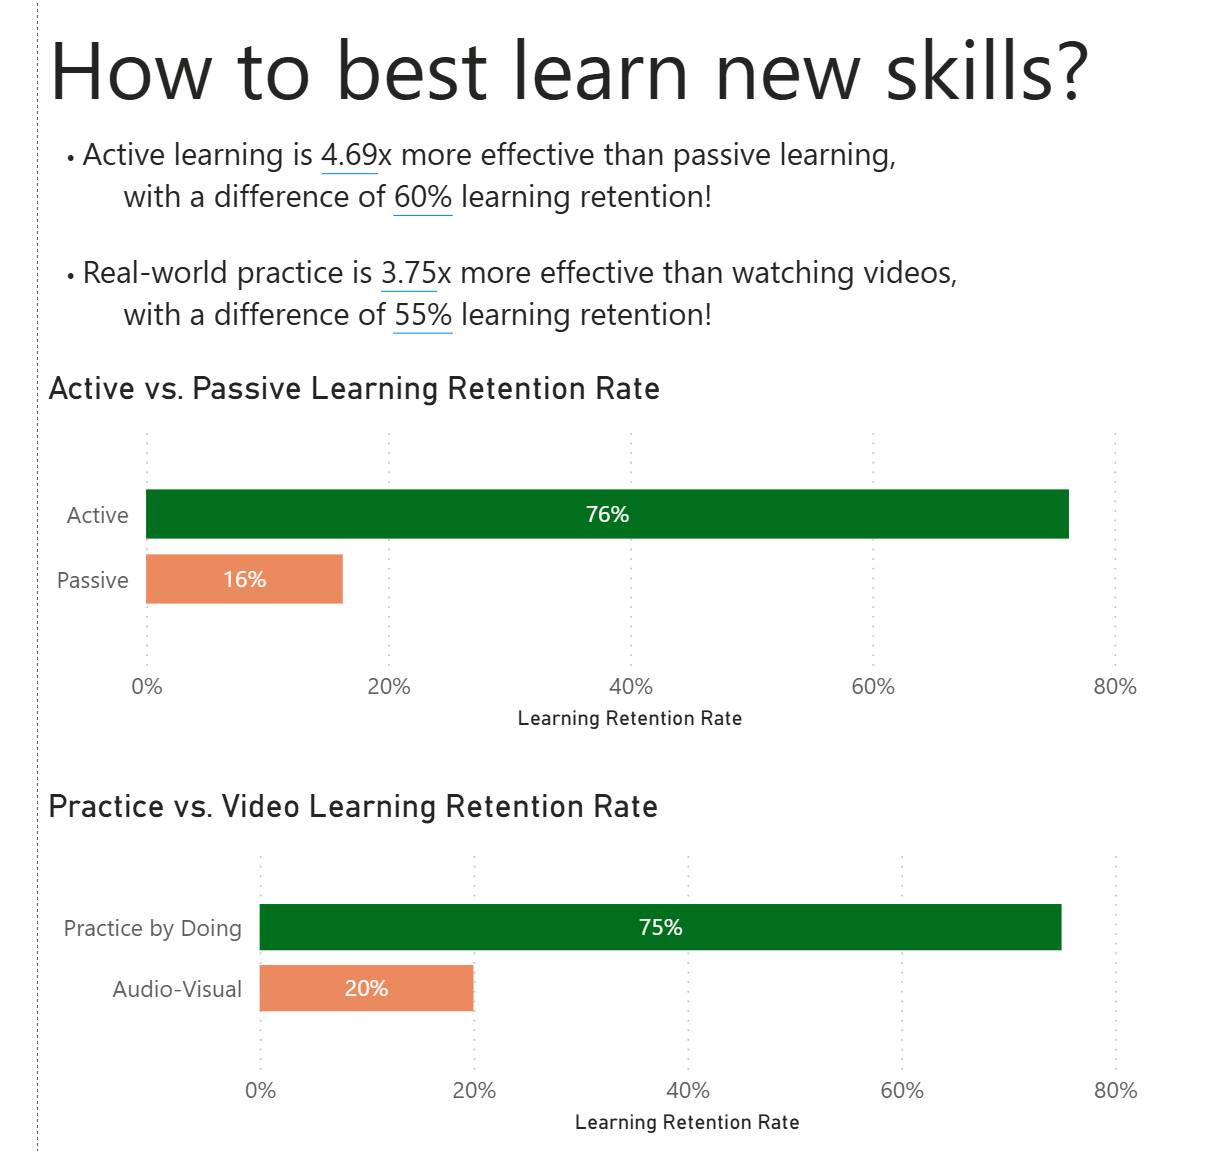 How to best learn new skills?
• Active learning is 4.69x more effective than passive learning,
with a difference of 60% learning retention!
• Real-world practice is 3.75x more effective than watching videos,
with a difference of 55% learning retention!
Active vs. Passive Learning Retention Rate
Active 76%
Passive 16%
0% 20% 40% 60% 80%
Learning Retention Rate
Practice vs. Video Learning Retention Rate
Practice by Doing 75%
Audio-Visual 20%
0% 20% 40% 60% 80%
Learning Retention Rate